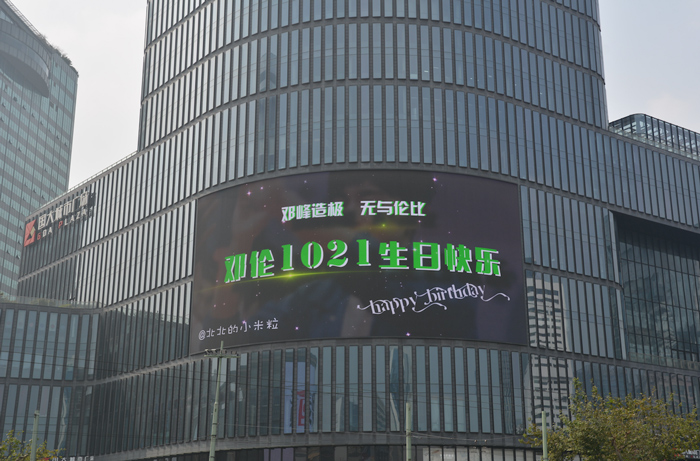 邓峰造极 无与伦比
邓伦1021生日快乐
happy birthday
@北北的小米粒